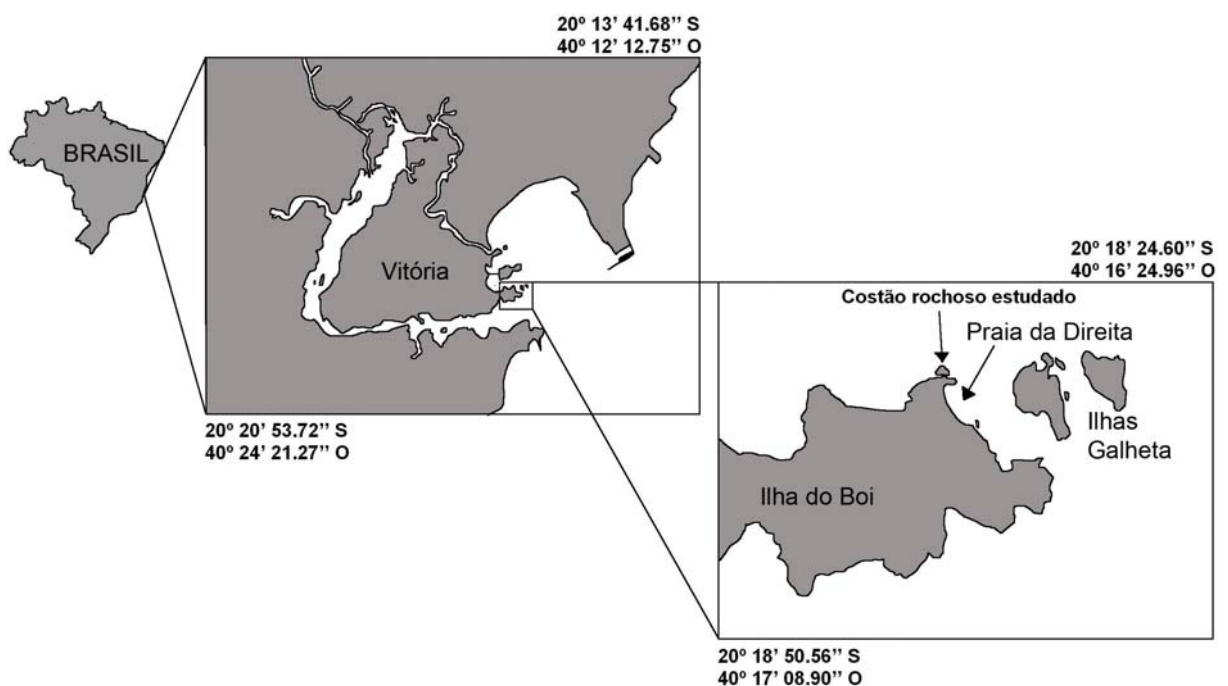 20º 13’ 41.68’’ S
40º 12’ 12.75’’ O
BRASIL
Vitória
20º 20’ 53.72’’ S
40º 24’ 21.27’’ O
20º 18’ 24.60’’ S
40º 16’ 24.96’’ O
Costão rochoso estudado
Praia da Direita
Ilhas
Galheta
Ilha do Boi
20º 18’ 50.56’’ S
40º 17’ 08.90’’ O